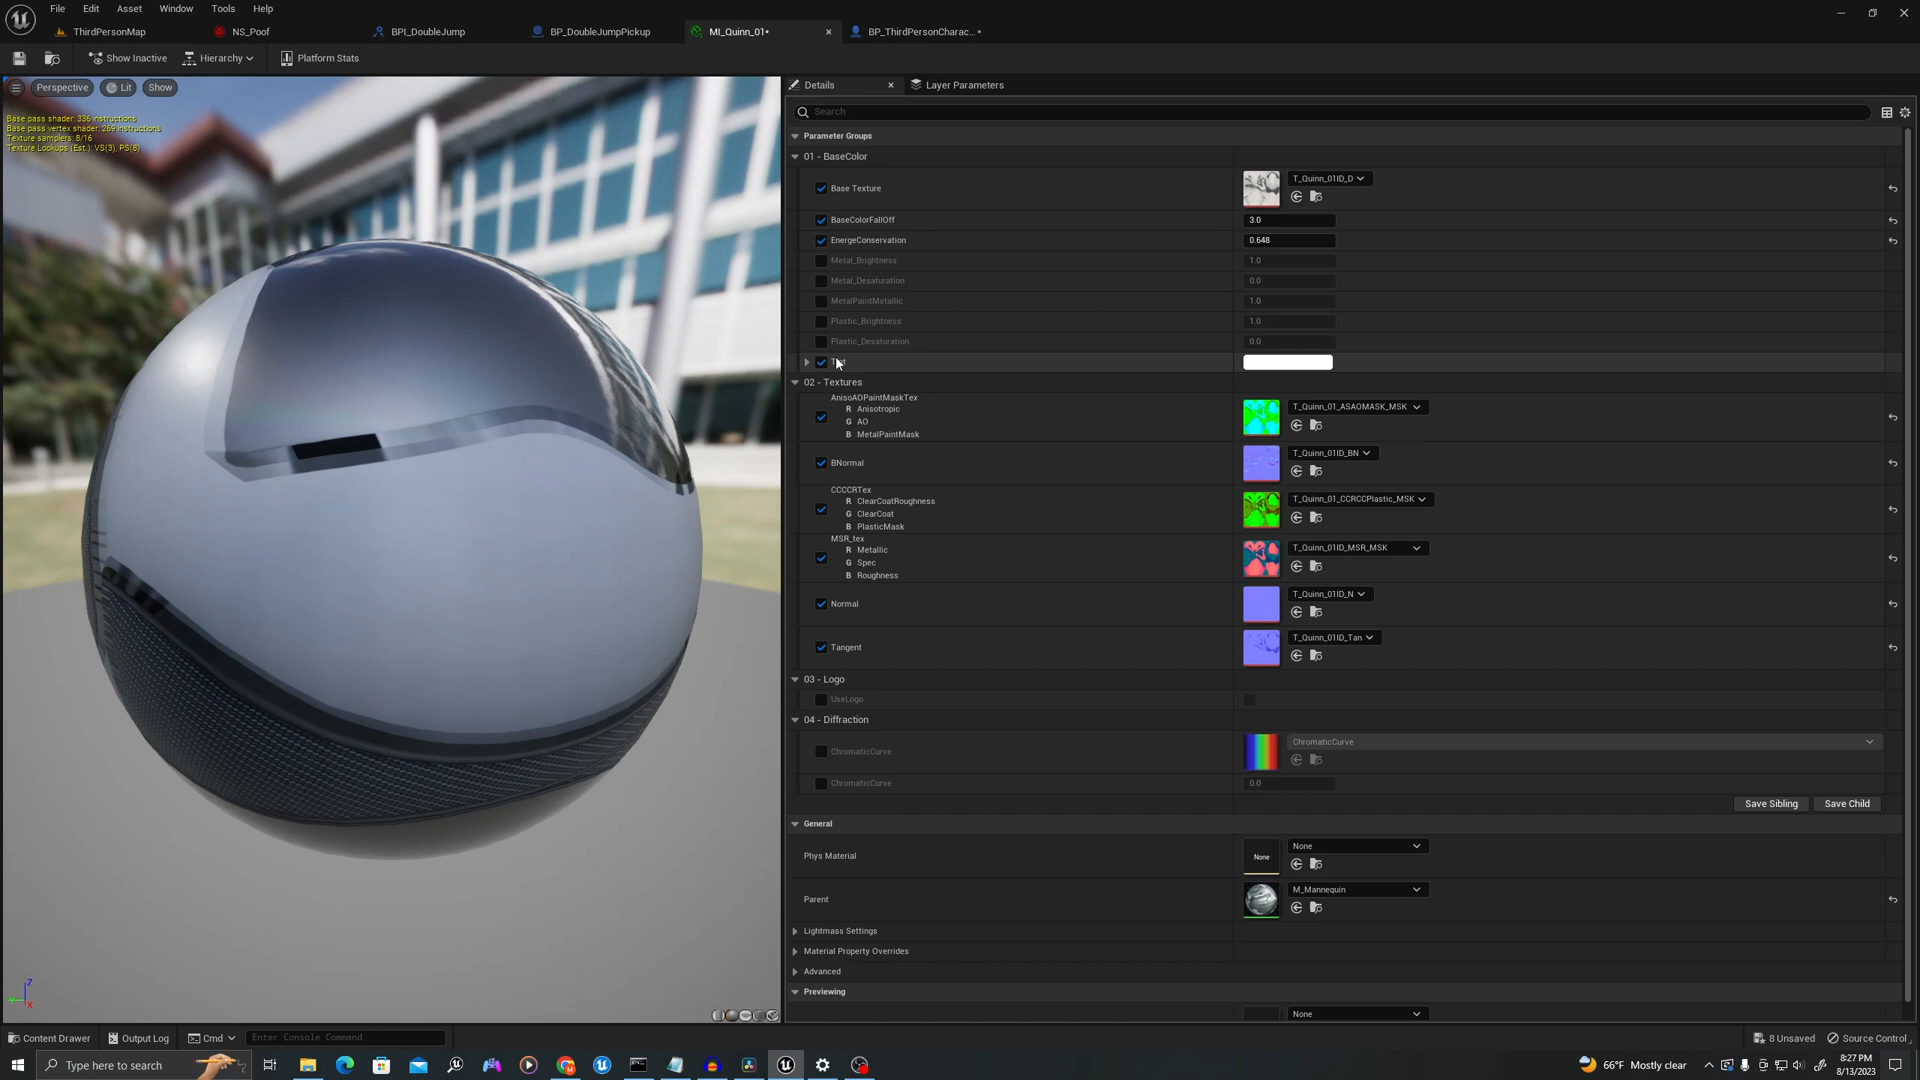 File Edit Asset Window Tools Help
ThirdPersonMap NS_Poof BPI_DoubleJump BP_DoubleJumpPickup MI_Quinn_01• BP_ThirdPersonCharac... •
Show Inactive Hierarchy Platform Stats
Perspective Lit Show
Base pass shader: 336 instructions
Base pass vertex shader: 269 instructions
Texture samplers: 8/16
Texture Lookups (Est.): VS(3), PS(8)
Details Layer Parameters
Search
Parameter Groups
01 - BaseColor
Base Texture T_Quinn_01ID_D
BaseColorFallOff 3.0
EnergeConservation 0.648
Metal_Brightness 1.0
Metal_Desaturation 0.0
MetalPaintMetallic 1.0
Plastic_Brightness 1.0
Plastic_Desaturation 0.0
02 - Textures
AnisoAOPaintMaskTex
R Anisotropic
G AO
B MetalPaintMask
T_Quinn_01_ASAOMASK_MSK
BNormal T_Quinn_01ID_BN
CCCCRTex
R ClearCoatRoughness
G ClearCoat
B PlasticMask
T_Quinn_01_CCRCCPlastic_MSK
MSR_tex
R Metallic
G Spec
B Roughness
T_Quinn_01ID_MSR_MSK
Normal T_Quinn_01ID_N
Tangent T_Quinn_01ID_Tan
03 - Logo
UseLogo
04 - Diffraction
ChromaticCurve ChromaticCurve
ChromaticCurve 0.0
Save Sibling Save Child
General
Phys Material None None
Parent M_Mannequin
Lightmass Settings
Material Property Overrides
Advanced
Previewing
None
Z
Y
X
Content Drawer Output Log Cmd Enter Console Command 8 Unsaved Source Control
Type here to search 66°F Mostly clear 8:27 PM
8/13/2023